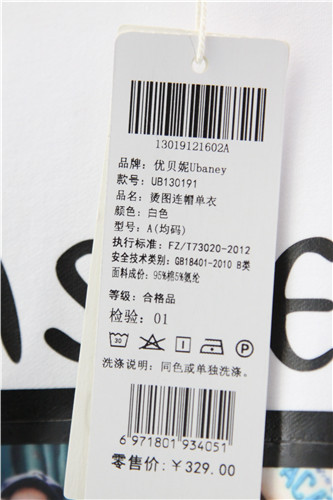 13019121602A
品牌：优贝妮Ubaney
款号：UB130191
品名：烫图连帽单衣
颜色：白色
型号：A(均码)
执行标准：FZ/T73020-2012
安全技术类别：GB18401-2010 B类
面料成份：95%棉5%氨纶
等级：合格品
检验：01
30 P
洗涤说明：同色或单独洗涤。
6 971801 934051
零售价：￥329.00